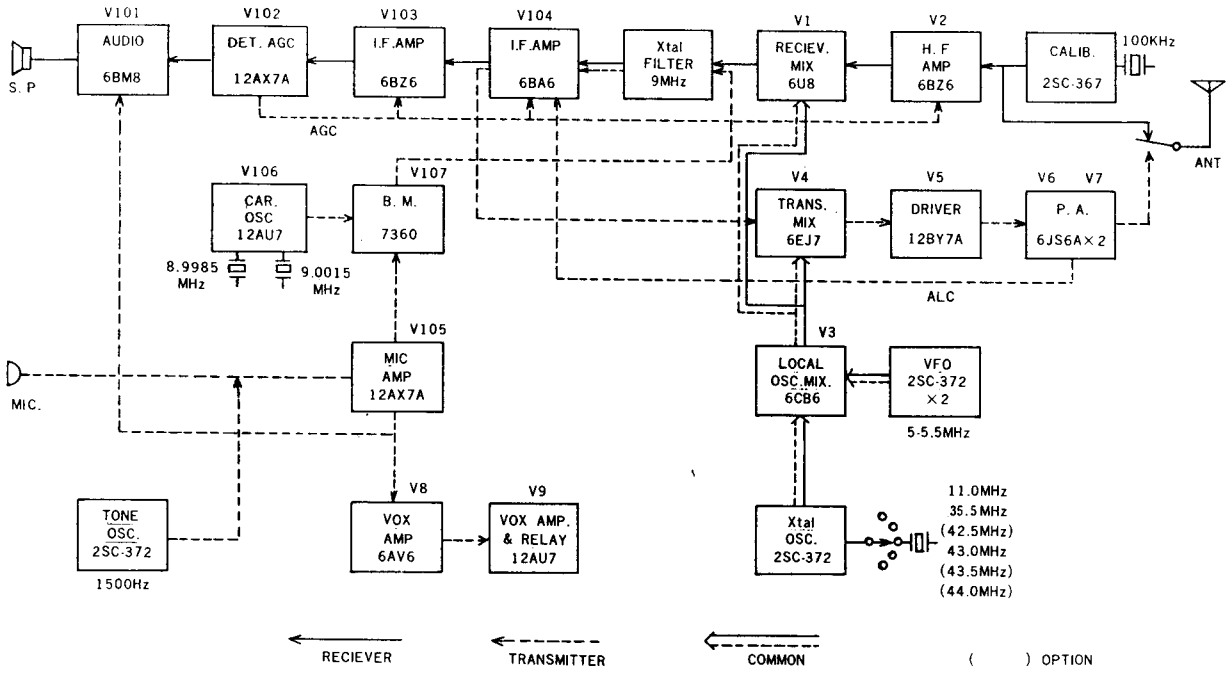 V101
AUDIO
6BM8
S.P
V102
DET. AGC
12AX7A
V103
I.F.AMP
6BZ6
V104
I.F.AMP
6BA6
Xtal
FILTER
9MHz
V1
RECIEV.
MIX
6U8
V2
H.F
AMP
6BZ6
CALIB.
2SC-367
100KHz
AGC
ANT
V106
CAR.
OSC
12AU7
8.9985
MHz
9.0015
MHz
V107
B. M.
7360
V4
TRANS.
MIX
6EJ7
V5
DRIVER
12BY7A
V6 V7
P. A.
6JS6A×2
ALC
V105
MIC
AMP
12AX7A
MIC.
V3
LOCAL
OSC.MIX.
6CB6
VFO
2SC-372
×2
5-5.5MHz
TONE
OSC.
2SC-372
1500Hz
V8
VOX
AMP
6AV6
V9
VOX AMP.
& RELAY
12AU7
Xtal
OSC.
2SC-372
11.0MHz
35.5MHz
(42.5MHz)
43.0MHz
(43.5MHz)
(44.0MHz)
RECIEVER
TRANSMITTER
COMMON
( ) OPTION